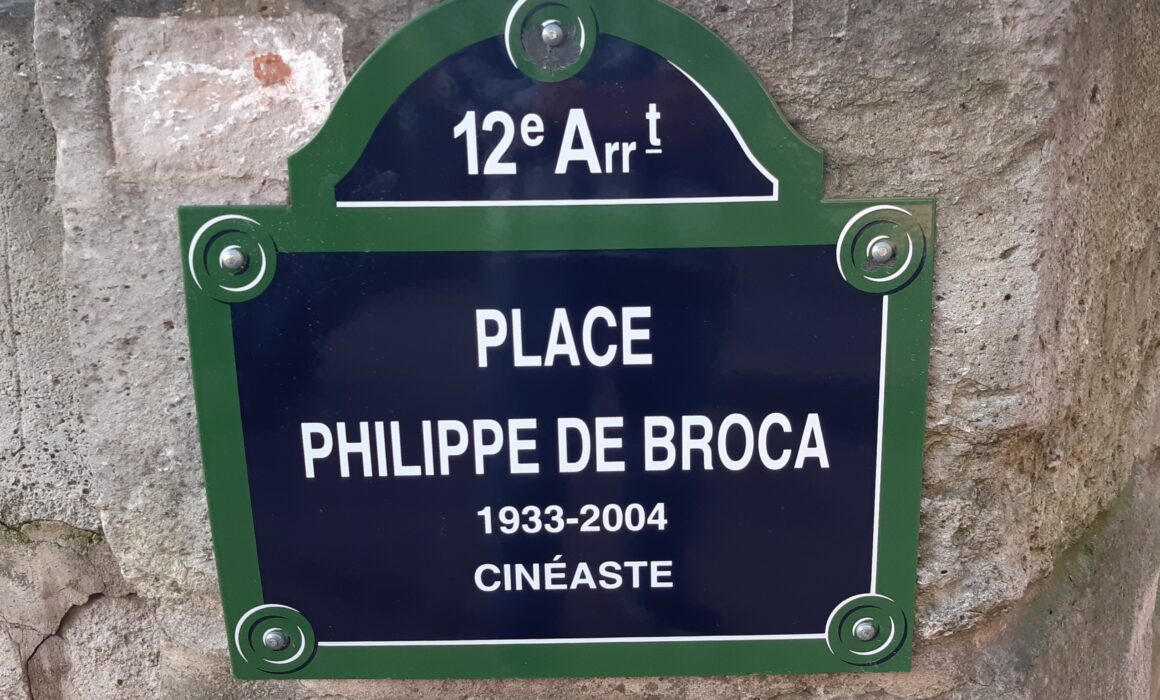 12e Arrt
PLACE
PHILIPPE DE BROCA
1933-2004
CINÉASTE